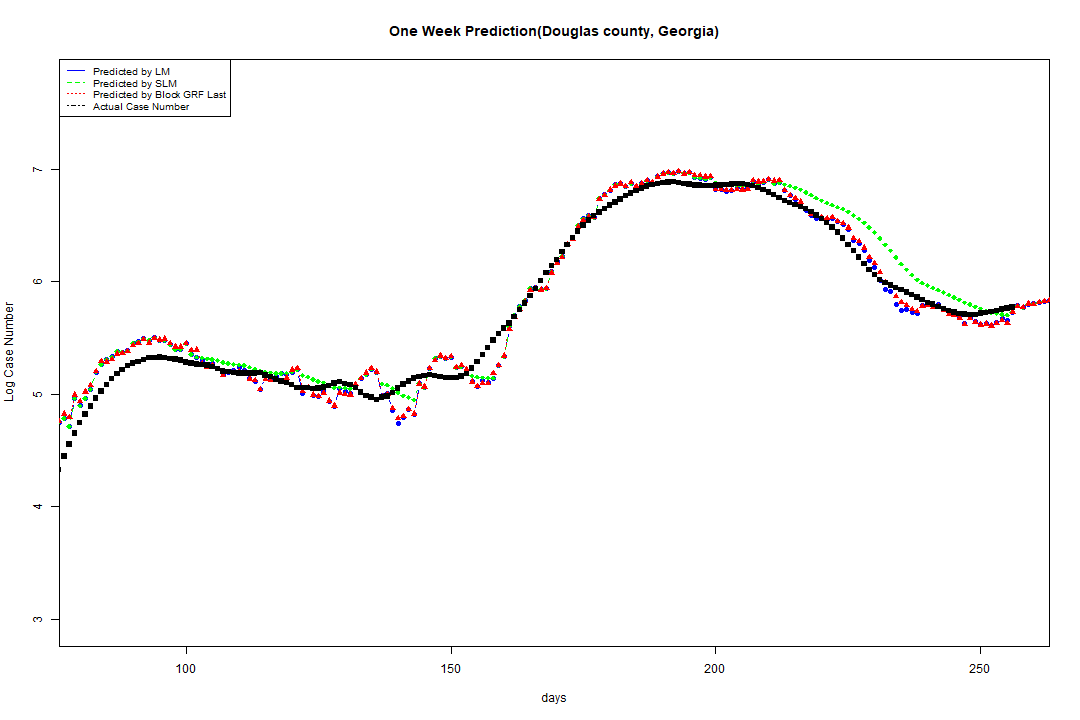 One Week Prediction(Douglas county, Georgia)
Predicted by LM
Predicted by SLM
Predicted by Block GRF Last
Actual Case Number
7
6
5
4
3
Log Case Number
100 150 200 250
days